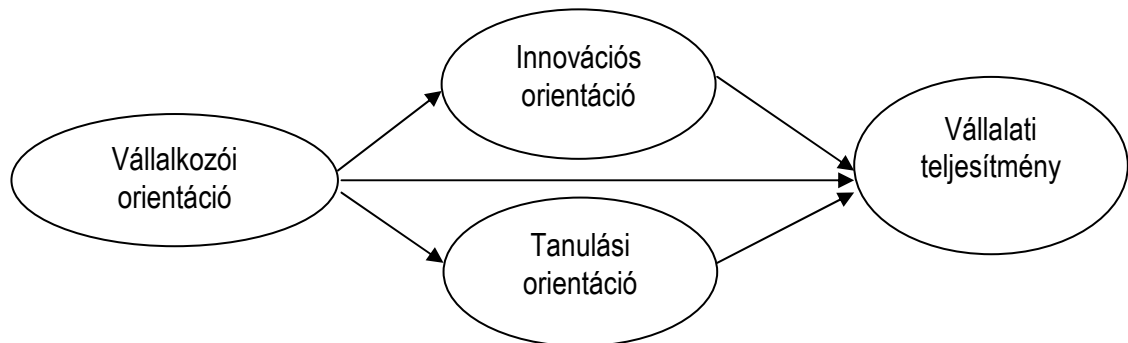 Innovációs
orientáció
Vállalkozói
orientáció
Vállalati
teljesítmény
Tanulási
orientáció